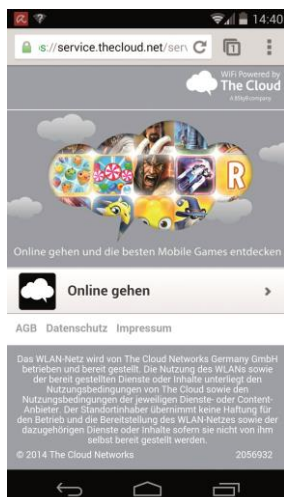 14:40
s://service.thecloud.net/serv
1
WiFi Powered by
The Cloud
Online gehen und die besten Mobile Games entdecken
R
Online gehen
AGB Datenschutz Impressum
Das WLAN-Netz wird von The Cloud Networks Germany GmbH
betrieben und bereit gestellt. Die Nutzung des WLANs sowie
der bereit gestellten Dienste oder Inhalte unterliegt den
Nutzungsbedingungen von The Cloud sowie den
Nutzungsbedingungen der jeweiligen Dienste- oder Content-
Anbieter. Der Standortinhaber übernimmt keine Haftung für
den Betrieb und die Bereitstellung des WLAN-Netzes sowie der
dazugehörigen Dienste oder Inhalte sofern sie nicht von ihm
selbst bereit gestellt werden.
© 2014 The Cloud Networks 2056932